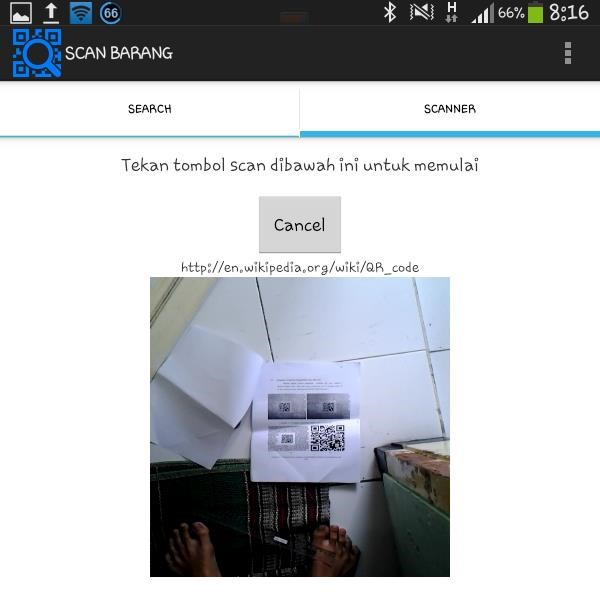 66
H
66%
8:16
SCAN BARANG
SEARCH
SCANNER
Tekan tombol scan dibawah ini untuk memulai
Cancel
http://en.wikipedia.org/wiki/QR_code